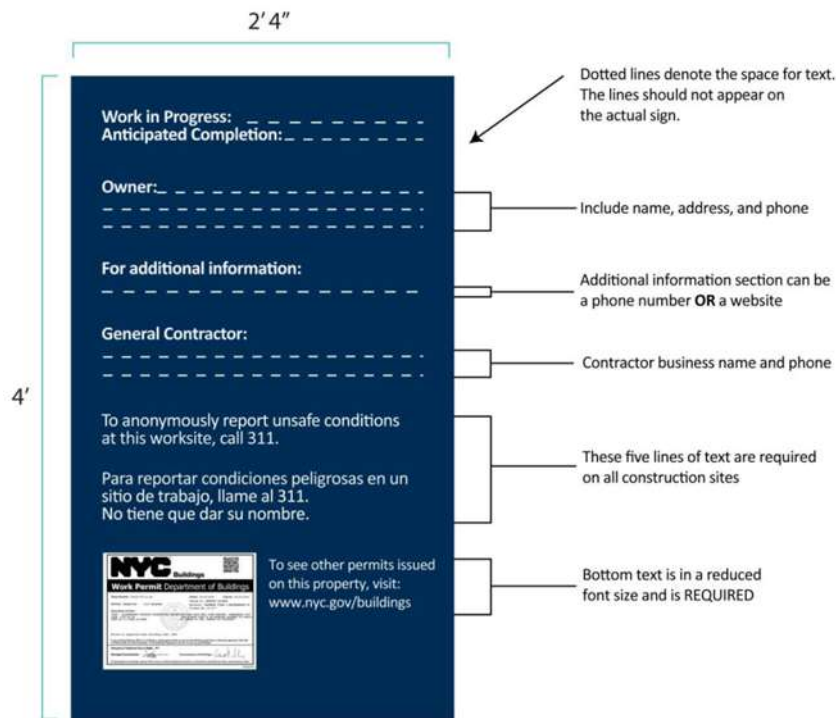 2' 4"
4'
Work in Progress:
Anticipated Completion:
Owner:
For additional information:
General Contractor:
To anonymously report unsafe conditions
at this worksite, call 311.
Para reportar condiciones peligrosas en un
sitio de trabajo, llame al 311.
No tiene que dar su nombre.
NYC Buildings
Work Permit Department of Buildings
To see other permits issued
on this property, visit:
www.nyc.gov/buildings
Dotted lines denote the space for text.
The lines should not appear on
the actual sign.
Include name, address, and phone
Additional information section can be
a phone number OR a website
Contractor business name and phone
These five lines of text are required
on all construction sites
Bottom text is in a reduced
font size and is REQUIRED